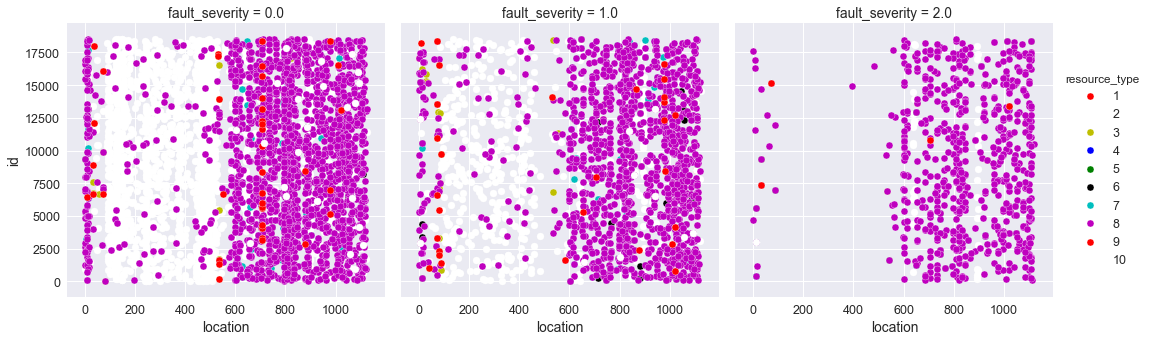 fault_severity = 0.0
fault_severity = 1.0
fault_severity = 2.0
id
17500
15000
12500
10000
7500
5000
2500
0
0 200 400 600 800 1000
0 200 400 600 800 1000
0 200 400 600 800 1000
location
location
location
resource_type
1
2
3
4
5
6
7
8
9
10